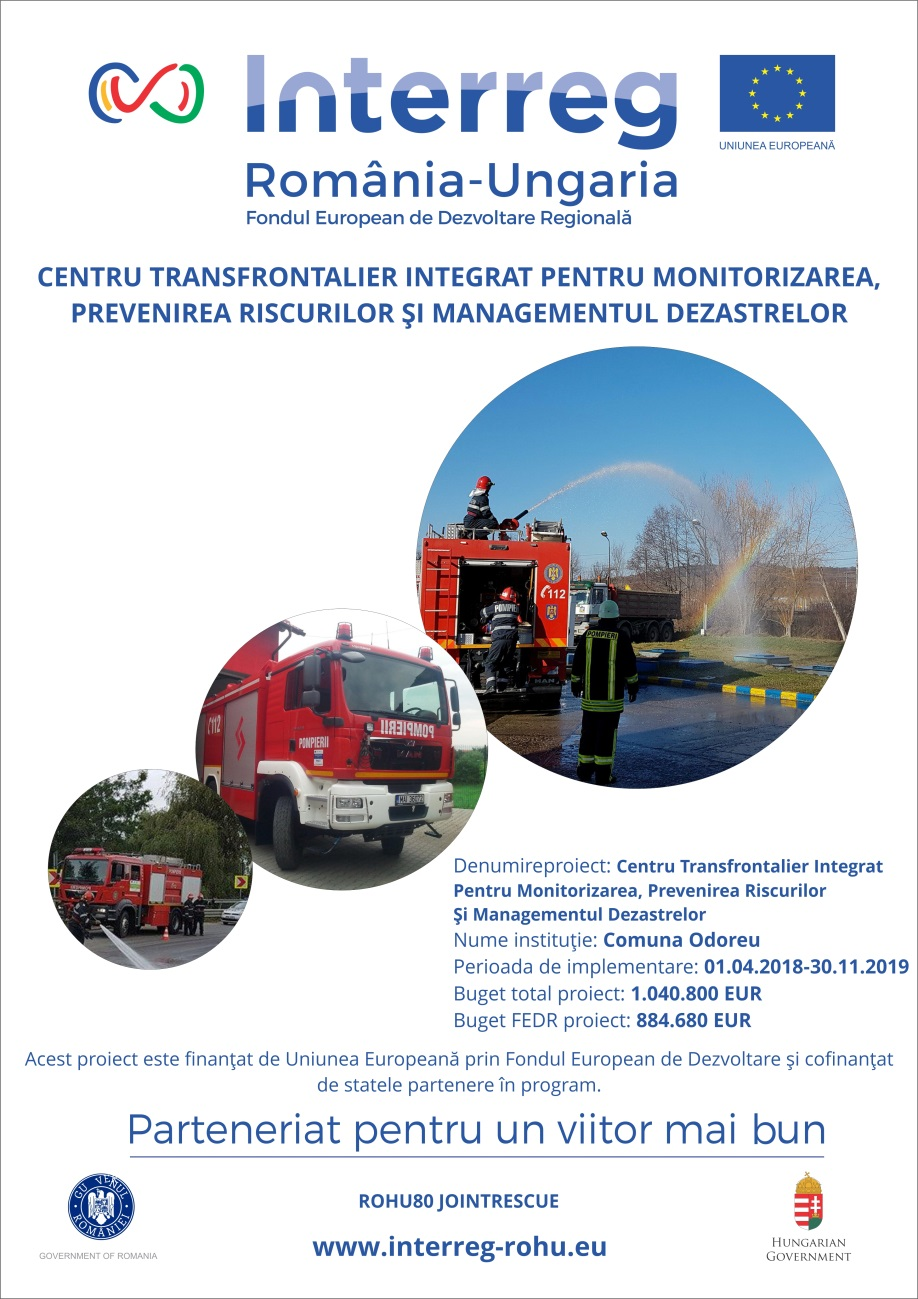 Interreg
UNIUNEA EUROPEANĂ
România-Ungaria
Fondul European de Dezvoltare Regională
CENTRU TRANSFRONTALIER INTEGRAT PENTRU MONITORIZAREA,
PREVENIREA RISCURILOR ŞI MANAGEMENTUL DEZASTRELOR
112
POMPIERI
POMPIERI
MAN
112
POMPIERII
POMPIERII
MAN
Denumireproiect: Centru Transfrontalier Integrat
Pentru Monitorizarea, Prevenirea Riscurilor
Şi Managementul Dezastrelor
Nume instituţie: Comuna Odoreu
Perioada de implementare: 01.04.2018-30.11.2019
Buget total proiect: 1.040.800 EUR
Buget FEDR proiect: 884.680 EUR
Acest proiect este finanţat de Uniunea Europeană prin Fondul European de Dezvoltare şi cofinanţat
de statele partenere în program.
Parteneriat pentru un viitor mai bun
GUVERNUL ROMÂNIEI
GOVERNMENT OF ROMANIA
ROHU80 JOINTRESCUE
www.interreg-rohu.eu
HUNGARIAN
GOVERNMENT